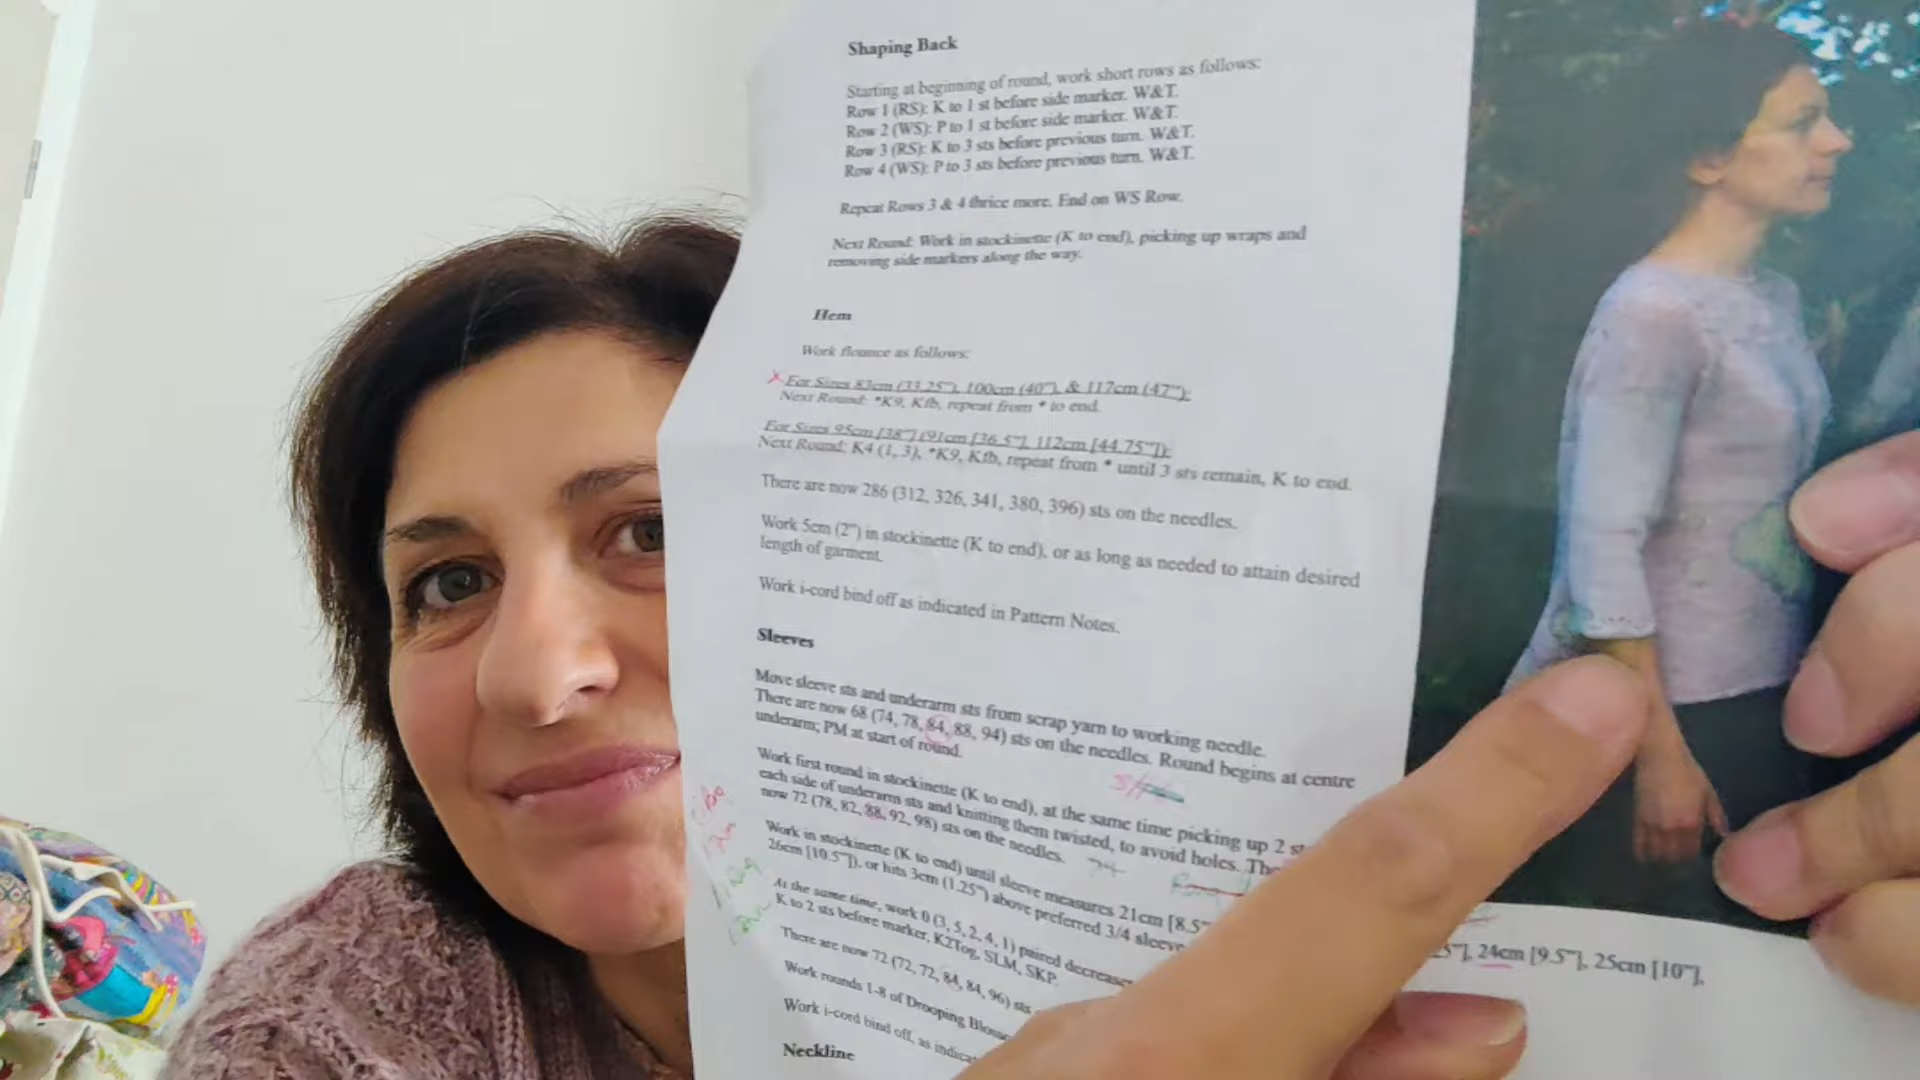 Shaping Back
Starting at beginning of round, work short rows as follows:
Row 1 (RS): K to 1 st before side marker. W&T.
Row 2 (WS): P to 1 st before side marker. W&T.
Row 3 (RS): K to 3 sts before previous turn. W&T.
Row 4 (WS): P to 3 sts before previous turn. W&T.
Repeat Rows 3 & 4 thrice more. End on WS Row.
Next Round: Work in stockinette (K to end), picking up wraps and
removing side markers along the way.
Hem
Work flounce as follows:
For Sizes 83cm (33.25"), 100cm (40"), & 117cm (47"):
Next Round: *K9, Kfb, repeat from * to end.
For Sizes 95cm [38"] (91cm [36.5"], 112cm [44.75"]):
Next Round: K4 (1, 3), *K9, Kfb, repeat from * until 3 sts remain, K to end.
There are now 286 (312, 326, 341, 380, 396) sts on the needles.
Work 5cm (2") in stockinette (K to end), or as long as needed to attain desired
length of garment.
Work i-cord bind off as indicated in Pattern Notes.
Sleeves
Move sleeve sts and underarm sts from scrap yarn to working needle.
There are now 68 (74, 78, 84, 88, 94) sts on the needles. Round begins at centre
underarm; PM at start of round.
Work first round in stockinette (K to end), at the same time picking up 2
each side of underarm sts and knitting them twisted, to avoid holes.
now 72 (78, 82, 88, 92, 98) sts on the needles.
74
Work in stockinette (K to end) until sleeve measures 21cm [8.5"
5"], 24cm [9.5"], 25cm [10"],
26cm [10.5"]), or hits 3cm (1.25") above preferred 3/4 sleeve
At the same time, work 0 (3, 5, 2, 4, 1) paired decreases
K to 2 sts before marker, K2Tog, SLM, SKP.
There are now 72 (72, 72, 84, 84, 96) sts
Work rounds 1-8 of Drooping
Work i-cord bind off, as
Neckline